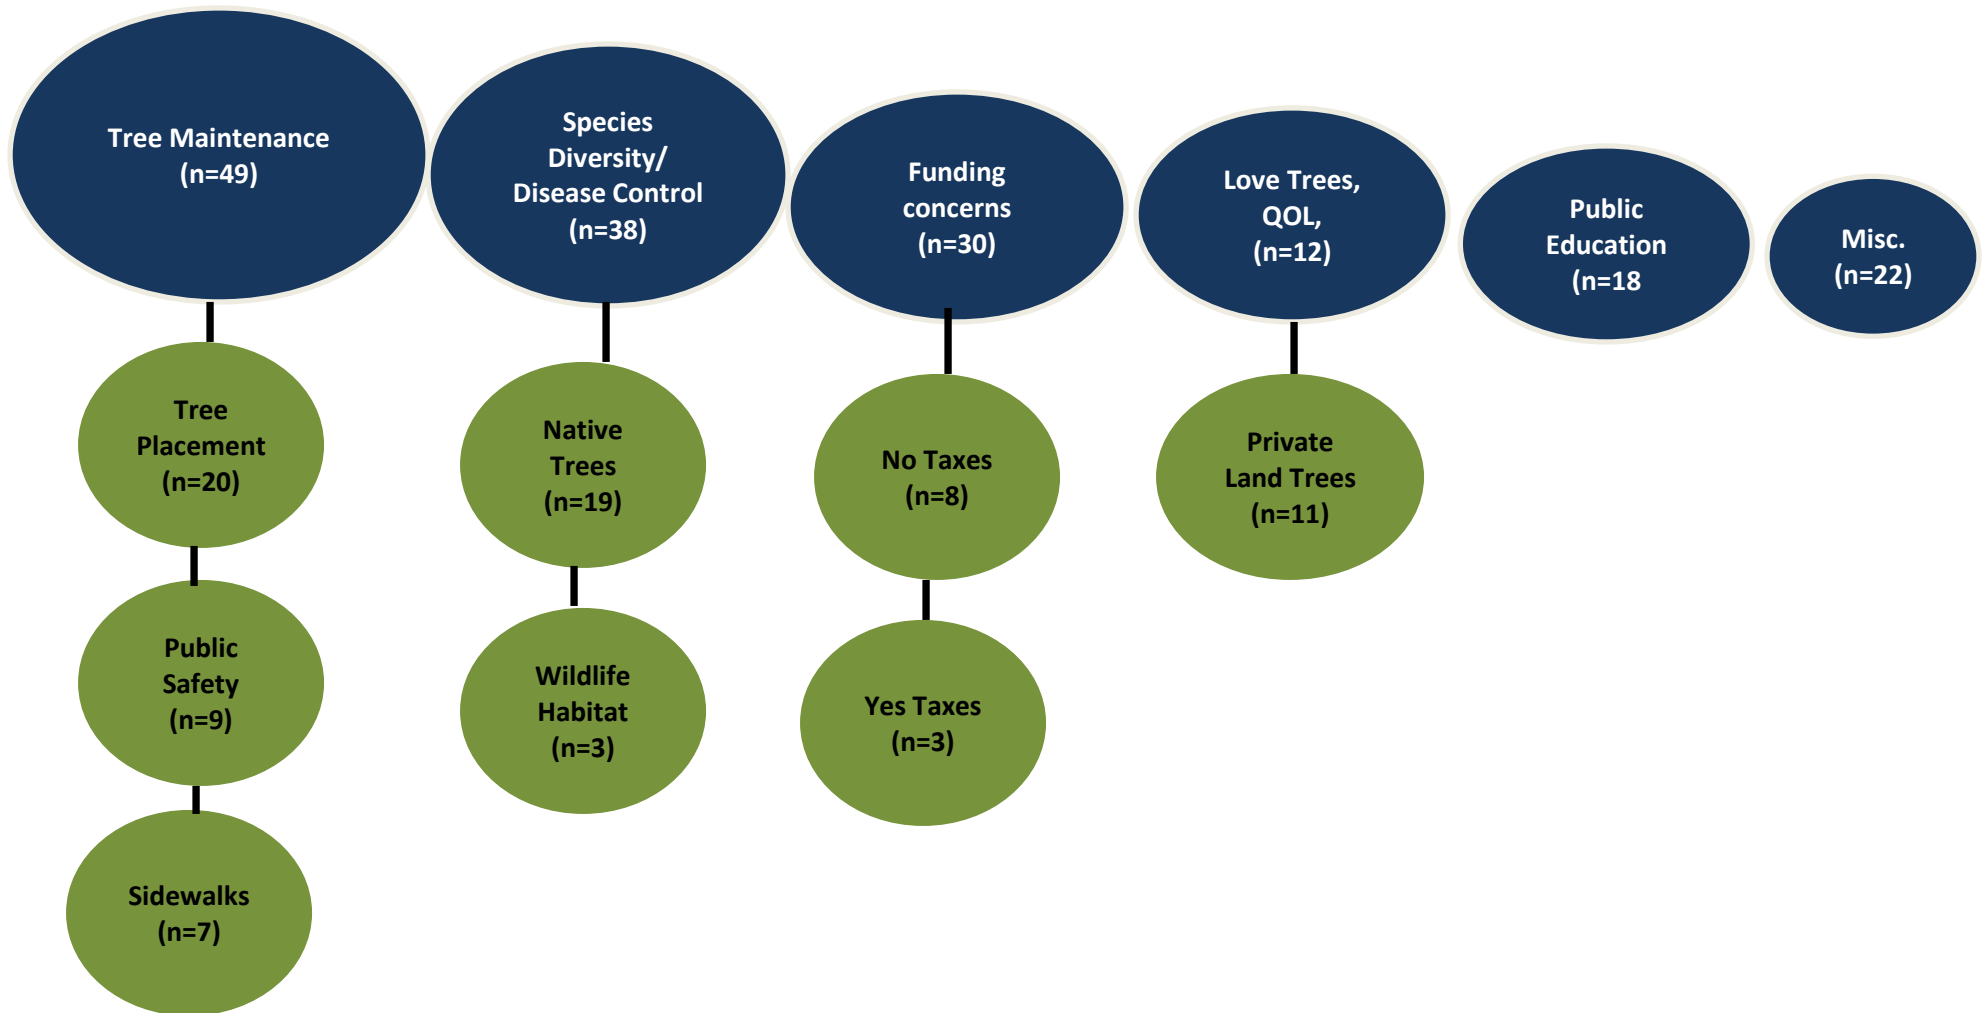 Tree Maintenance
(n=49)
Species
Diversity/
Disease Control
(n=38)
Funding
concerns
(n=30)
Love Trees,
QOL,
(n=12)
Public
Education
(n=18
Misc.
(n=22)
Tree
Placement
(n=20)
Native
Trees
(n=19)
No Taxes
(n=8)
Private
Land Trees
(n=11)
Public
Safety
(n=9)
Wildlife
Habitat
(n=3)
Yes Taxes
(n=3)
Sidewalks
(n=7)